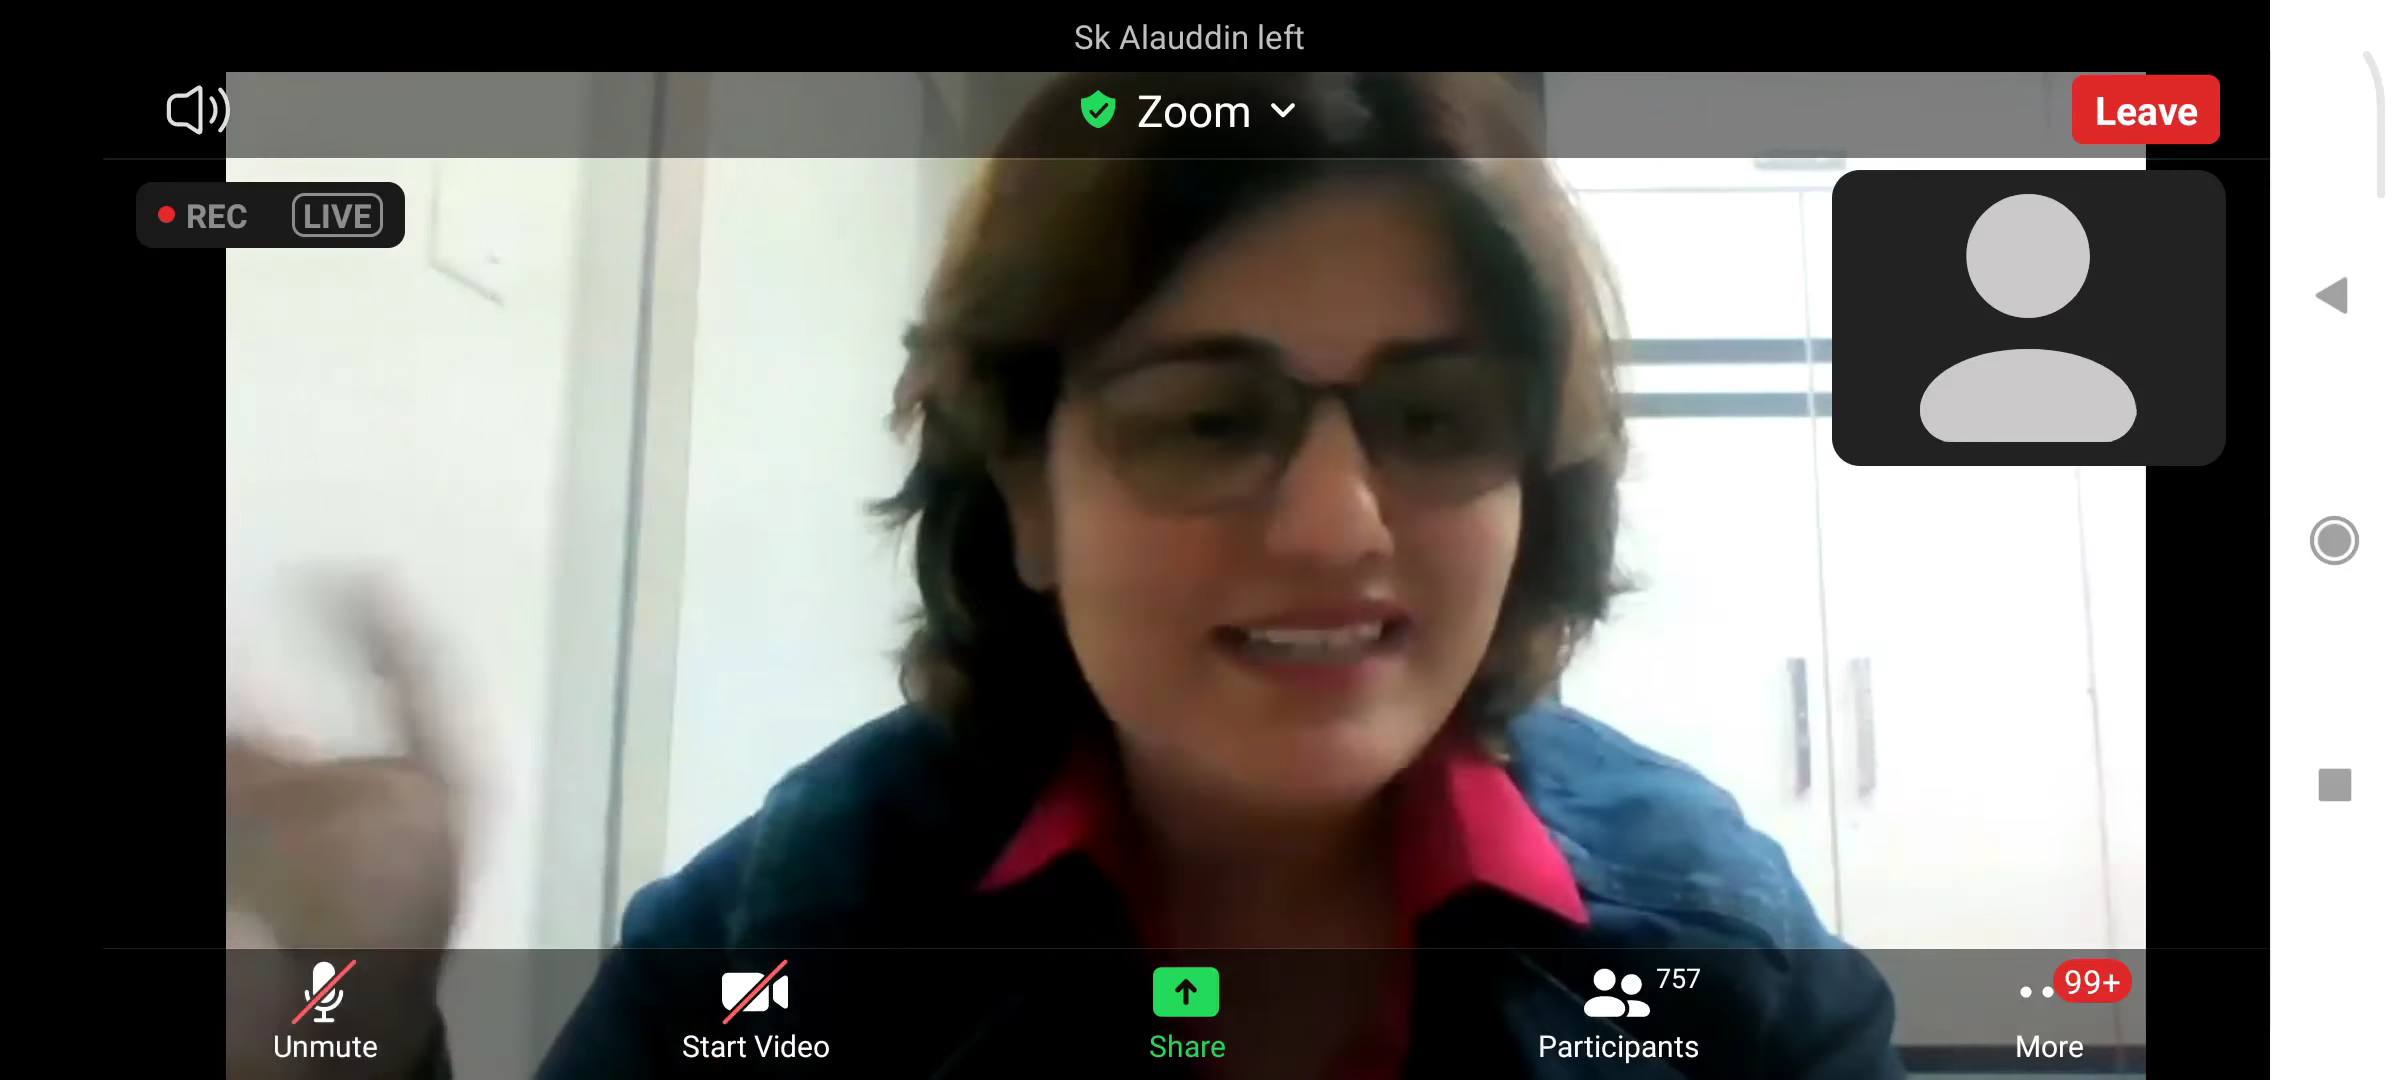 Sk Alauddin left
Zoom
Leave
REC LIVE
757
99+
Unmute
Start Video
Share
Participants
More